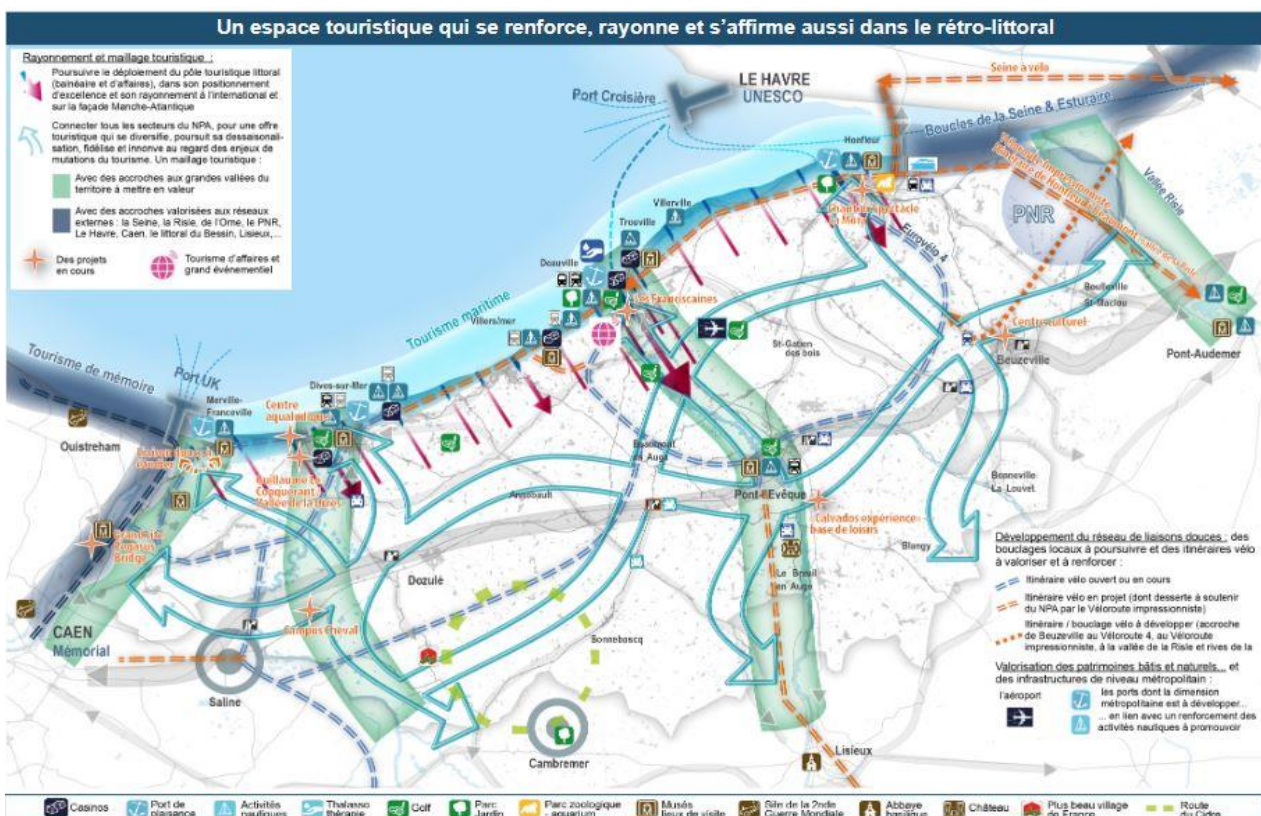 Un espace touristique qui se renforce, rayonne et s'affirme aussi dans le rétro-littoral
Rayonnement et maillage touristique :
Poursuivre le déploiement du pôle touristique littoral
(balnéaire et d'affaires), dans son positionnement
d'excellence et son rayonnement à l'international et
sur la façade Manche-Atlantique
Connecter tous les secteurs du NPA, pour une offre
touristique qui se diversifie, poursuit sa dessaisonali-
sation, fidélise et innonve au regard des enjeux de
mutations du tourisme. Un maillage touristique :
Avec des accroches aux grandes vallées du
territoire à mettre en valeur
Avec des accroches valorisées aux réseaux
externes : la Seine, la Risle, de l'Orne, le PNR,
Le Havre, Caen, le littoral du Bessin, Lisieux,...
Des projets
en cours
Tourisme d'affaires et
grand événementiel
Seine à vélo
LE HAVRE
UNESCO
Port Croisière
Boucles de la Seine & Esturaire
Honfleur
Vallée Risle
PNR
Villerville
Trosville
Eurovélo 4
Deauville
Les Franciscaines
Boulleville
St-Maclou
Tourisme maritime
Villers/mer
Centre culturel
Beuzeville
St-Gatien
des bois
Pont-Audemer
Tourisme de mémoire
Port UK
Dives-sur-Mer
Merville-
Franceville
Centre
aqualudique
Ouistreham
Guillaume Le
Conquérant
Vallée de la Dives
Beaumont
en Auge
Annebault
Pont-l'Evêque
Bonneville
La Louvet
Calvados expérience
base de loisirs
Pegasus
Bridge
Blangy
Dozulé
Le Breuil
en Auge
CAEN
Mémorial
Campus Cheval
Bonneboscq
Saline
Cambremer
Lisieux
Développement du réseau de liaisons douces : des
bouclages locaux à poursuivre et des itinéraires vélo
à valoriser et à renforcer :
Itinéraire vélo ouvert ou en cours
Itinéraire vélo en projet (dont desserte à soutenir
du NPA par le Véloroute impressionniste)
Itinéraire / bouclage vélo à développer (accroche
de Beuzeville au Véloroute 4, au Véloroute
impressionniste, à la vallée de la Risle et rives de la
Valorisation des patrimoines bâtis et naturels... et
des infrastructures de niveau métropolitain :
l'aéroport
les ports dont la dimension
métropolitaine est à développer...
... en lien avec un renforcement des
activités nautiques à promouvoir
Casinos
Port de
plaisance
Activités
nautiques
Thalasso
thérapie
Golf
Parc
Jardin
Parc zoologique
- aquarium
Musés
lieux de visite
Site de la 2nde
Guerre Mondiale
Abbaye
basilique
Château
Plus beau village
de France
Route
du Cidre